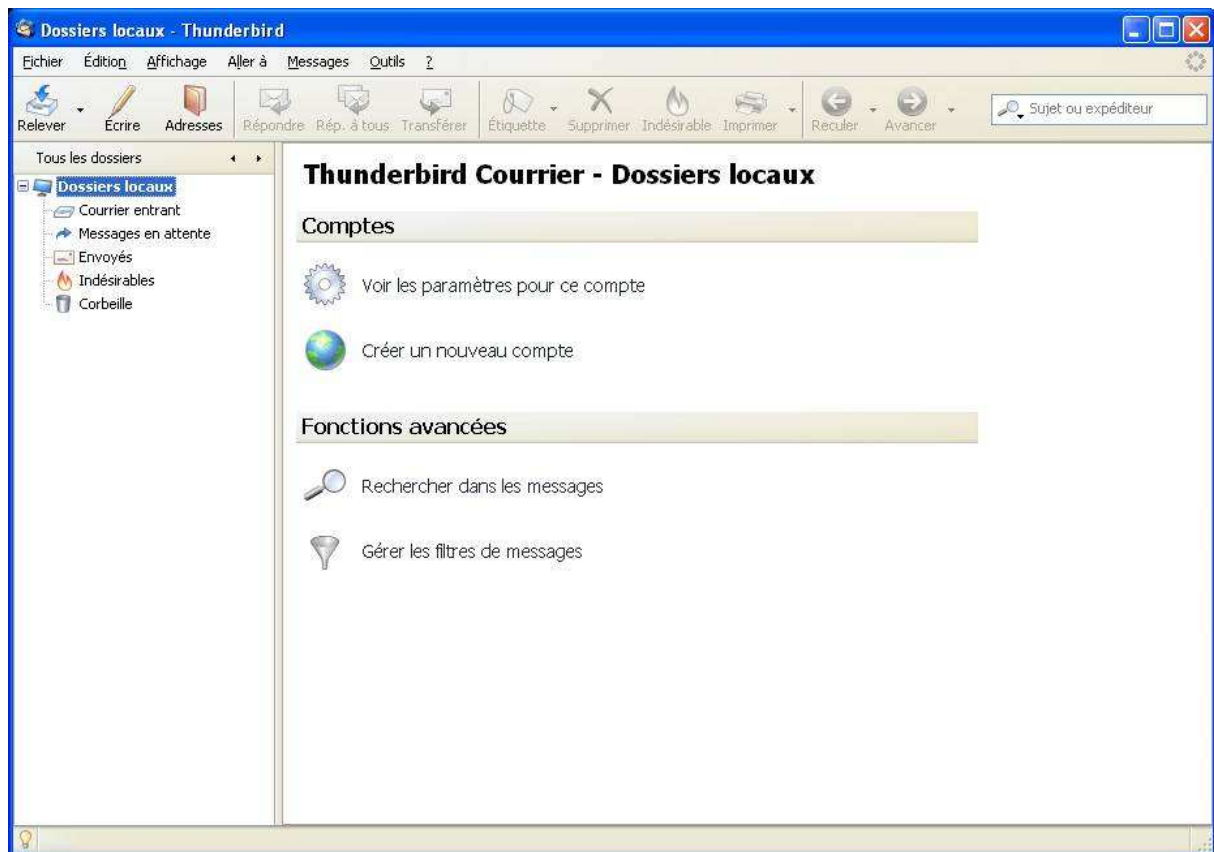 Dossiers locaux - Thunderbird
Fichier Édition Affichage Aller à Messages Outils ?
Relever Écrire Adresses Répondre Rép. à tous Transférer Étiquette Supprimer Indésirable Imprimer Reculer Avancer Sujet ou expéditeur
Tous les dossiers
Dossiers locaux
Courrier entrant
Messages en attente
Envoyés
Indésirables
Corbeille
Thunderbird Courrier - Dossiers locaux
Comptes
Voir les paramètres pour ce compte
Créer un nouveau compte
Fonctions avancées
Rechercher dans les messages
Gérer les filtres de messages